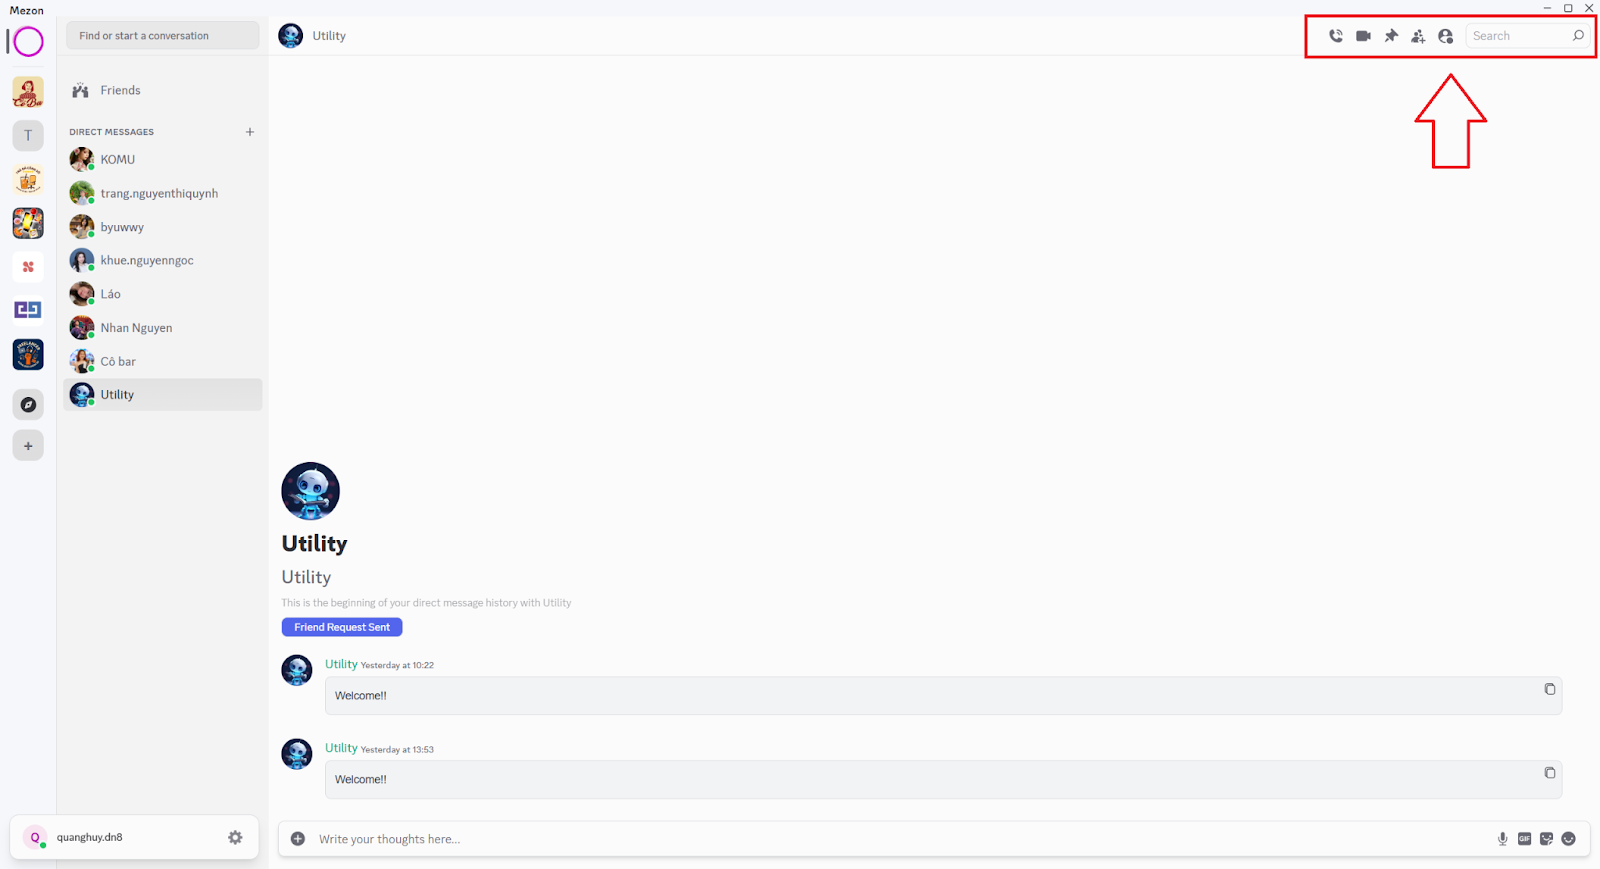 Mezon
Find or start a conversation
Utility
Search
Friends
DIRECT MESSAGES
KOMU
trang.nguyenthiquynh
byuwwy
khue.nguyenngoc
Láo
Nhan Nguyen
Cô bar
Utility
T
Utility
Utility
This is the beginning of your direct message history with Utility
Friend Request Sent
Utility Yesterday at 10:22
Welcome!!
Utility Yesterday at 13:53
Welcome!!
Q quanghuy.dn8
Write your thoughts here...
GIF